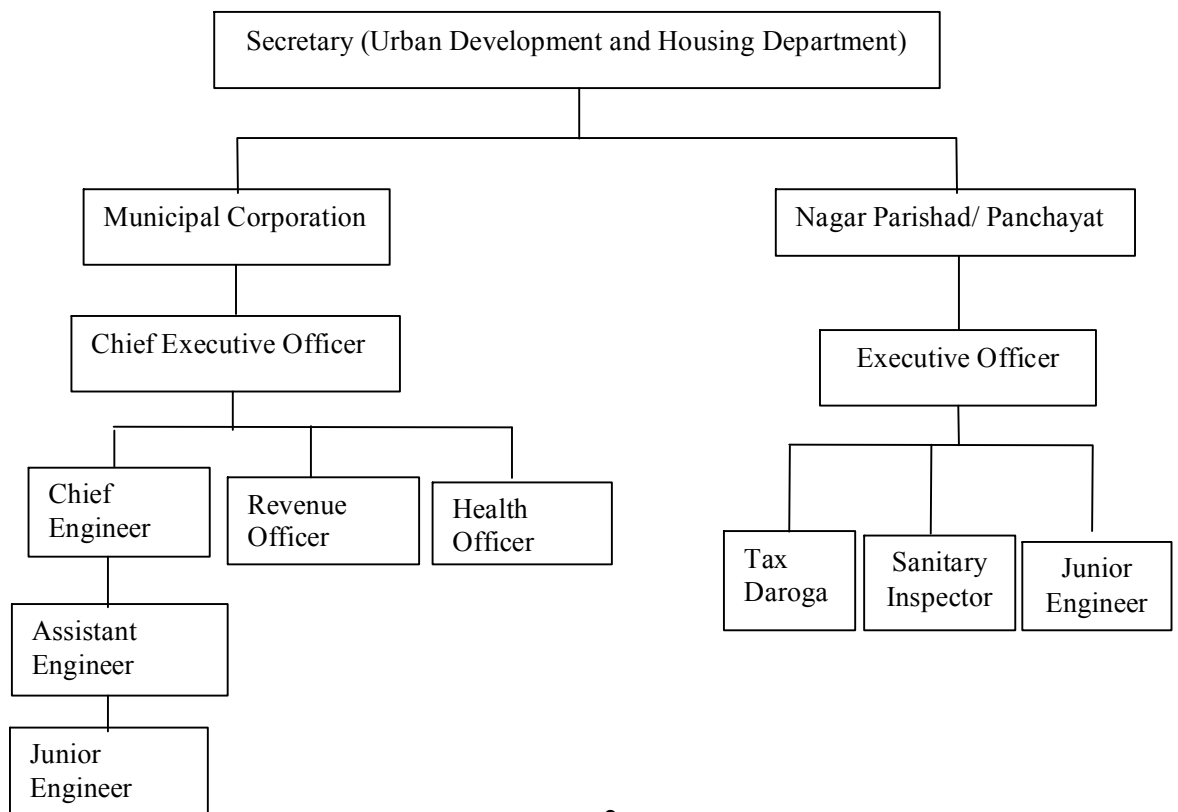 Secretary (Urban Development and Housing Department)
Municipal Corporation
Nagar Parishad/ Panchayat
Chief Executive Officer
Executive Officer
Chief
Engineer
Revenue
Officer
Health
Officer
Tax
Daroga
Sanitary
Inspector
Junior
Engineer
Assistant
Engineer
Junior
Engineer